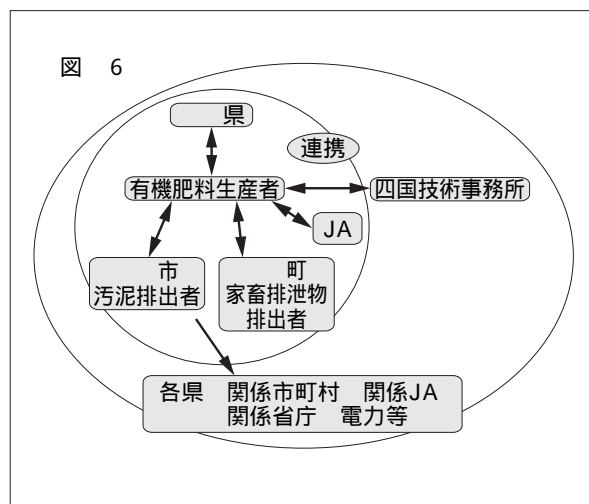 図 6
県
連携
有機肥料生産者
四国技術事務所
JA
市
汚泥排出者
町
家畜排泄物
排出者
各県 関係市町村 関係JA
関係省庁 電力等